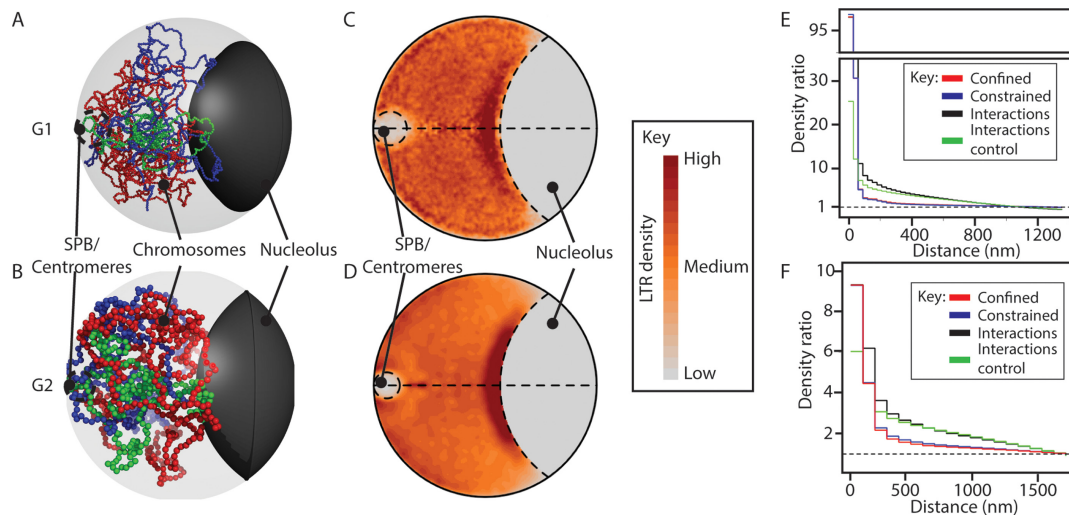 A
G1
SPB/
Centromeres
Chromosomes
Nucleolus
B
G2
C
SPB/
Centromeres
Nucleolus
D
Key
High
Medium
Low
LTR density
E
95
30
20
10
1
Density ratio
Key:
Confined
Constrained
Interactions
Interactions
control
0
400
800
1200
Distance (nm)
F
10
8
6
4
2
Density ratio
Key:
Confined
Constrained
Interactions
Interactions
control
0
500
1000
1500
Distance (nm)